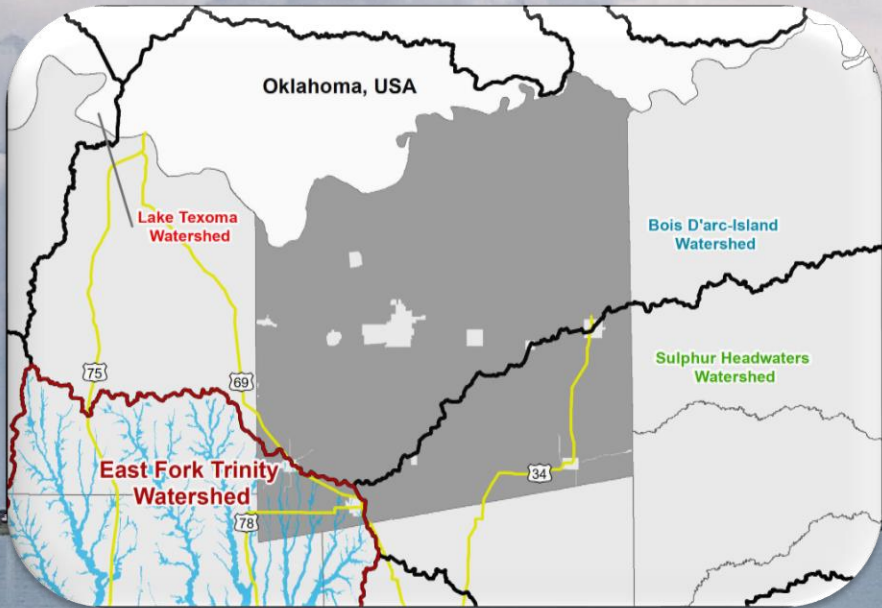 Oklahoma, USA
Lake Texoma
Watershed
Bois D'arc-Island
Watershed
Sulphur Headwaters
Watershed
75
69
East Fork Trinity
Watershed
34
78